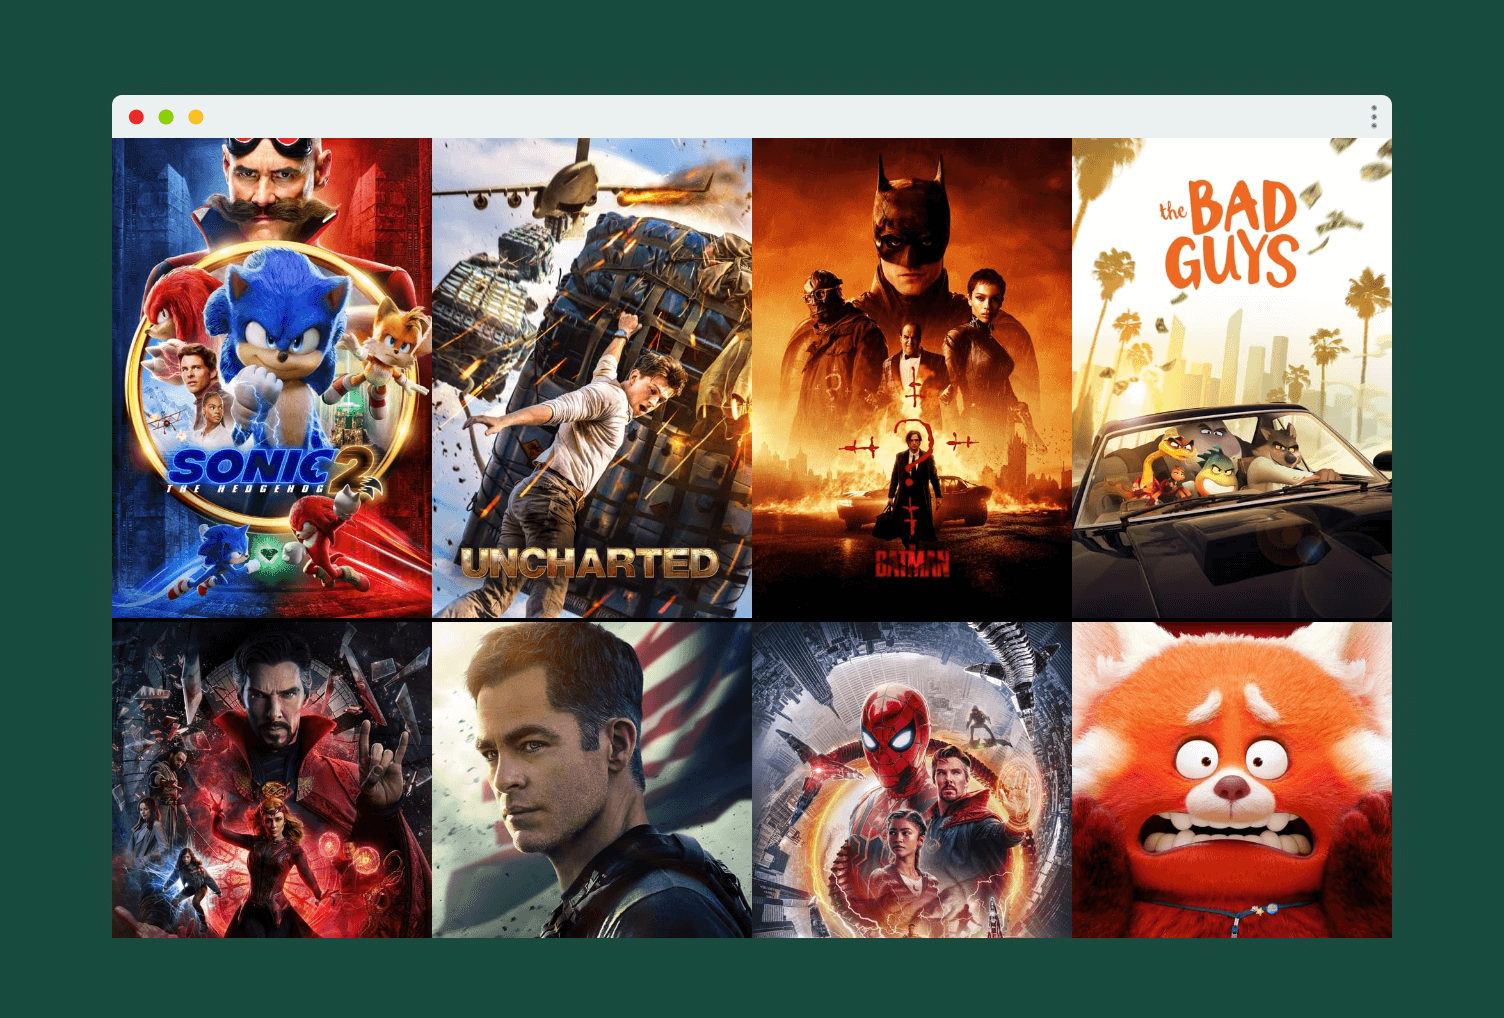 SONIC 2
THE HEDGEHOG
UNCHARTED
THE
BATMAN
the BAD
GUYS